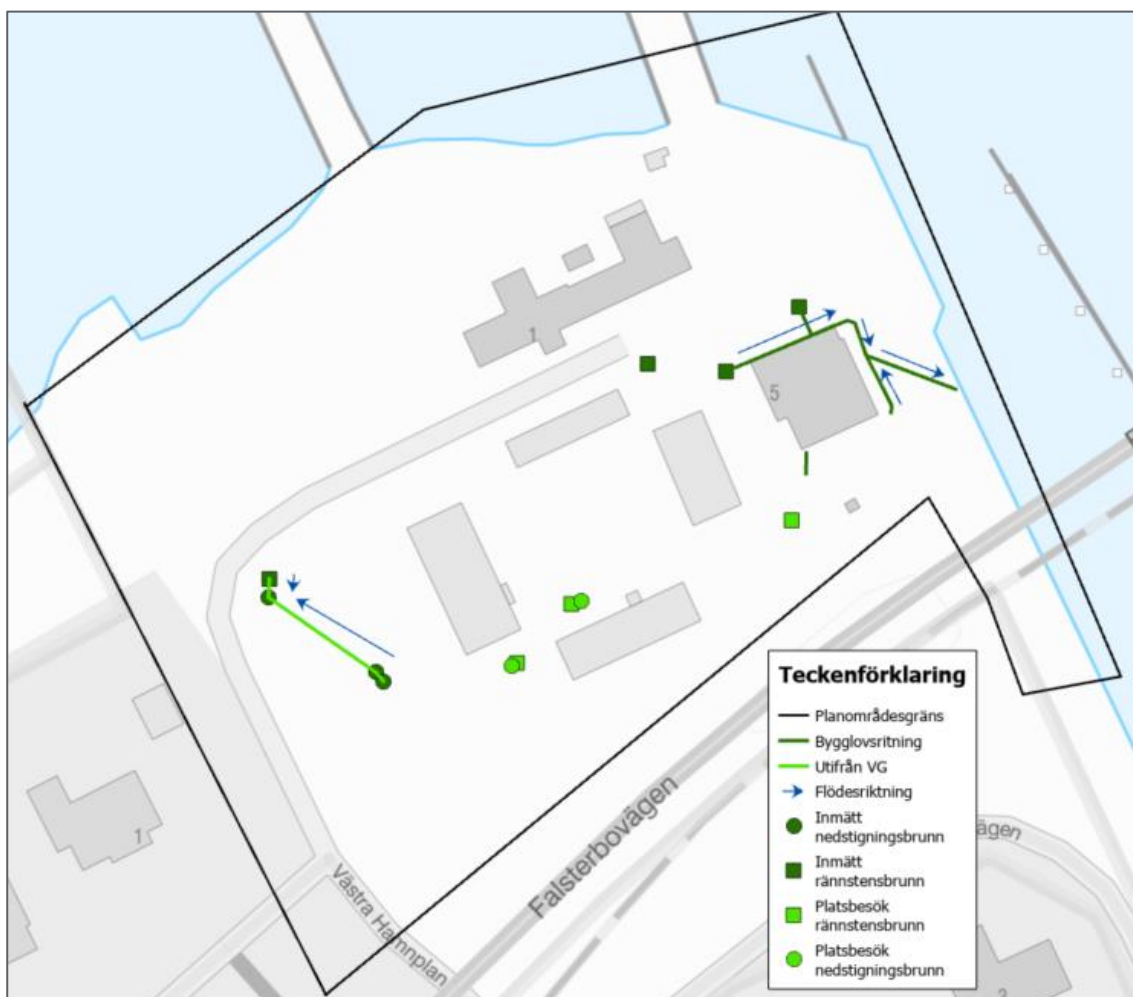 1
5
Teckenförklaring
Planområdesgräns
Bygglovsritning
Utifrån VG
Flödesriktning
Inmätt
nedstigningsbrunn
Inmätt
rännstensbrunn
Platsbesök
rännstensbrunn
Platsbesök
nedstigningsbrunn
Falsterbovägen
Västra Hamnplan
1
ägen